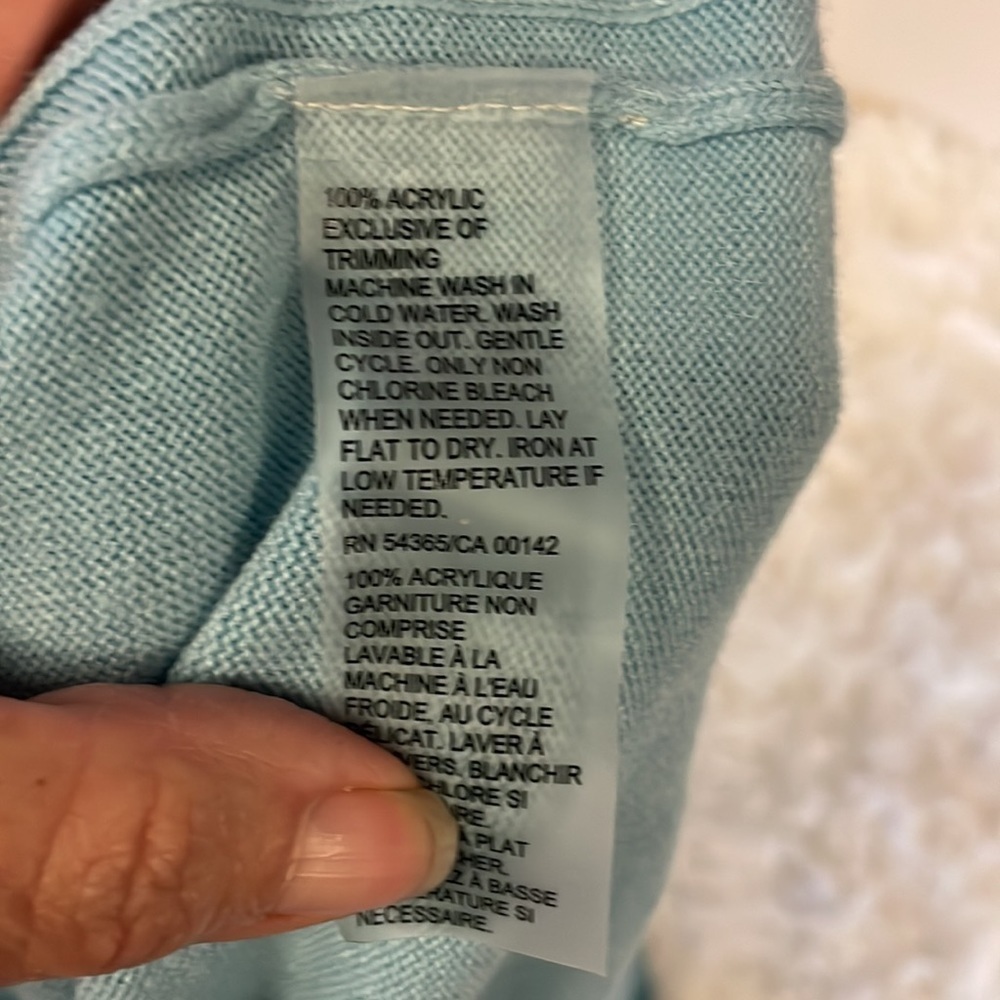 100% ACRYLIC
EXCLUSIVE OF
TRIMMING
MACHINE WASH IN
COLD WATER. WASH
INSIDE OUT. GENTLE
CYCLE. ONLY NON
CHLORINE BLEACH
WHEN NEEDED. LAY
FLAT TO DRY. IRON AT
LOW TEMPERATURE IF
NEEDED.
RN 54365/CA 00142
100% ACRYLIQUE
GARNITURE NON
COMPRISE
LAVABLE À LA
MACHINE À L'EAU
FROIDE, AU CYCLE
LAVER À
BLANCHIR
SI
À PLAT
À BASSE
SI
NÉCESSAIRE.